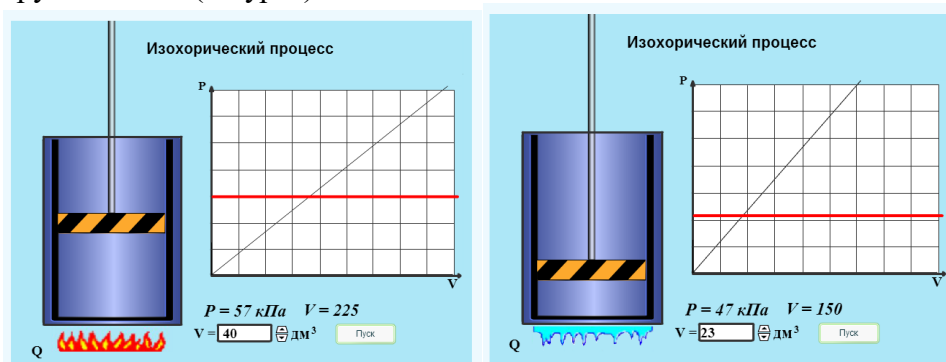 Изохорический процесс
P
V
P = 57 кПа V = 225
V = 40 дм³ Пуск
Q
Изохорический процесс
P
V
P = 47 кПа V = 150
V = 23 дм³ Пуск
Q